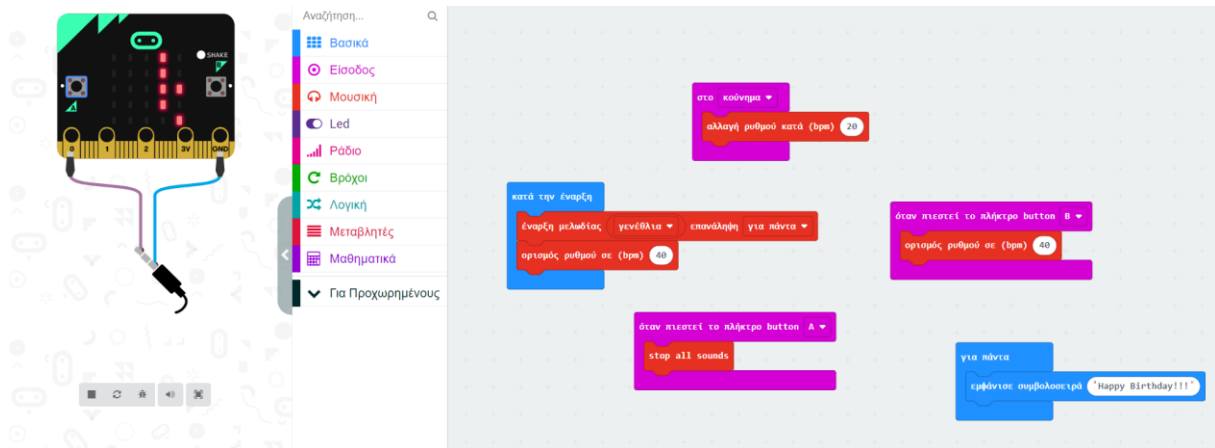 Αναζήτηση...
Βασικά
Είσοδος
Μουσική
Led
Ράδιο
Βρόχοι
Λογική
Μεταβλητές
Μαθηματικά
Για Προχωρημένους
SHAKE
B
A
0 1 2 3V GND
στο κούνημα
αλλαγή ρυθμού κατά (bpm) 20
κατά την έναρξη
έναρξη μελωδίας γενέθλια επανάληψη για πάντα
ορισμός ρυθμού σε (bpm) 40
όταν πιεστεί το πλήκτρο button B
ορισμός ρυθμού σε (bpm) 40
όταν πιεστεί το πλήκτρο button A
stop all sounds
για πάντα
εμφάνισε συμβολοσειρά "Happy Birthday!!!"